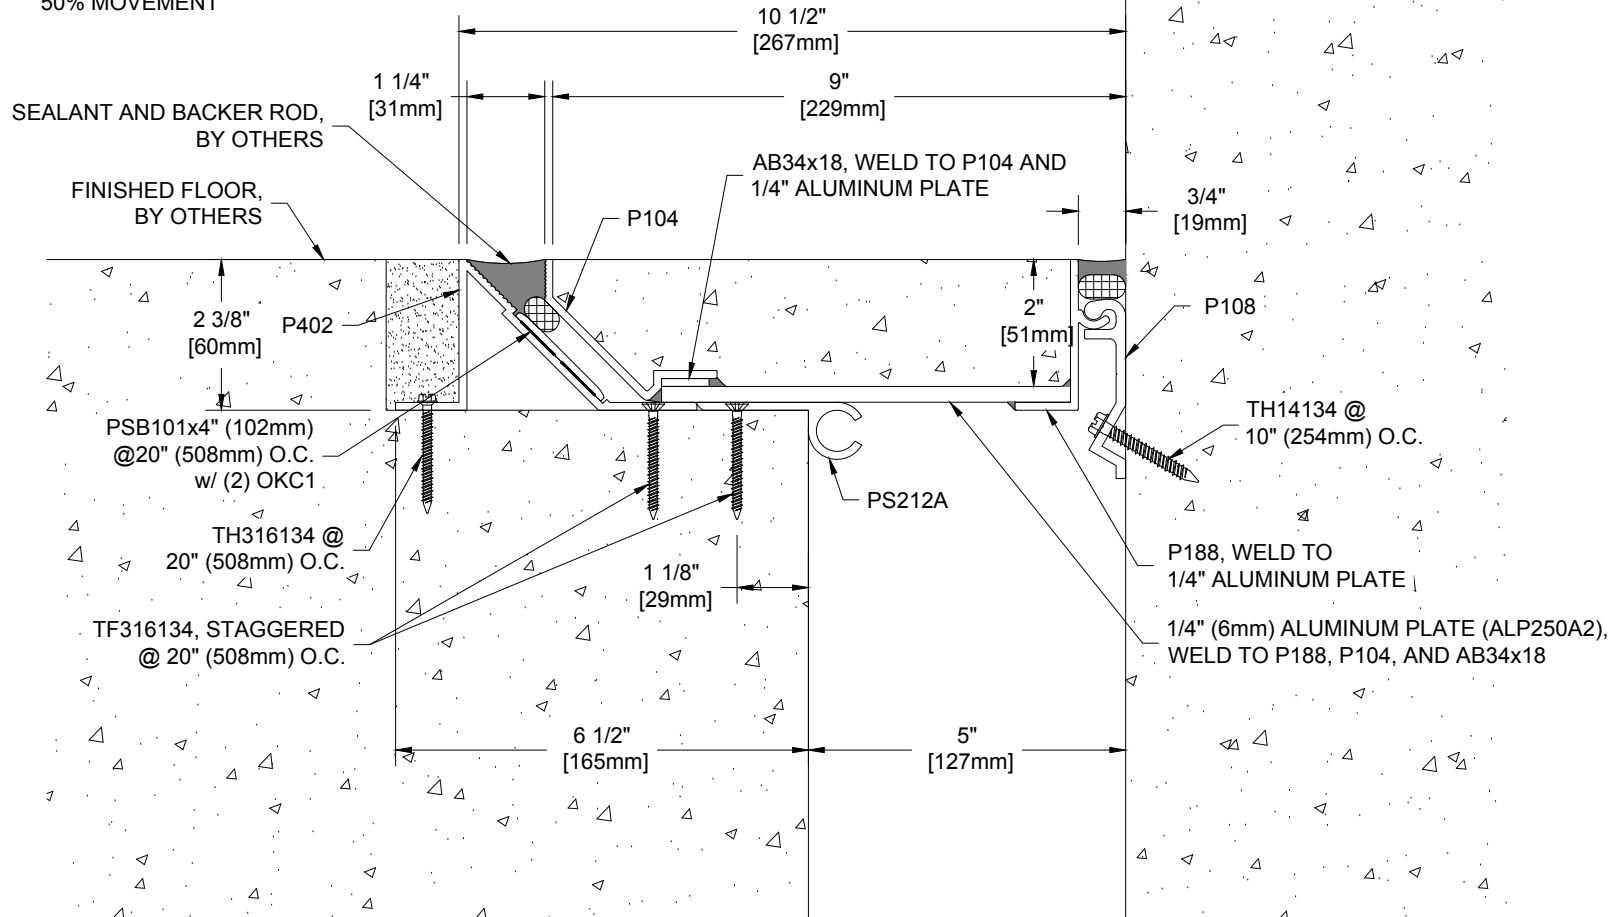 50% MOVEMENT
10 1/2"
[267mm]
1 1/4"
[31mm]
9"
[229mm]
SEALANT AND BACKER ROD,
BY OTHERS
AB34x18, WELD TO P104 AND
1/4" ALUMINUM PLATE
FINISHED FLOOR,
BY OTHERS
P104
3/4"
[19mm]
2 3/8"
[60mm]
P402
2"
[51mm]
P108
PSB101x4" (102mm)
@20" (508mm) O.C.
w/ (2) OKC1
TH14134 @
10" (254mm) O.C.
PS212A
TH316134 @
20" (508mm) O.C.
P188, WELD TO
1/4" ALUMINUM PLATE
1 1/8"
[29mm]
TF316134, STAGGERED
@ 20" (508mm) O.C.
1/4" (6mm) ALUMINUM PLATE (ALP250A2),
WELD TO P188, P104, AND AB34x18
6 1/2"
[165mm]
5"
[127mm]